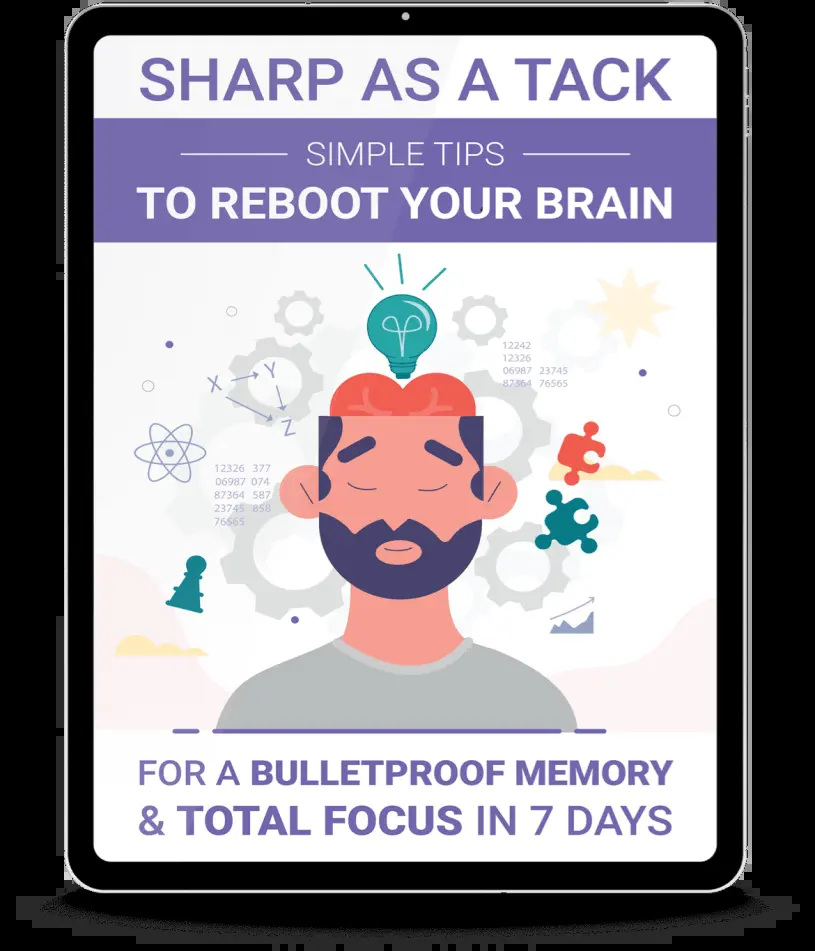 SHARP AS A TACK
SIMPLE TIPS
TO REBOOT YOUR BRAIN
12242
12326
06987 23745
87364 76565
X Y
Z
12326 377
06987 074
87364 587
23745 858
76565
FOR A BULLETPROOF MEMORY
& TOTAL FOCUS IN 7 DAYS